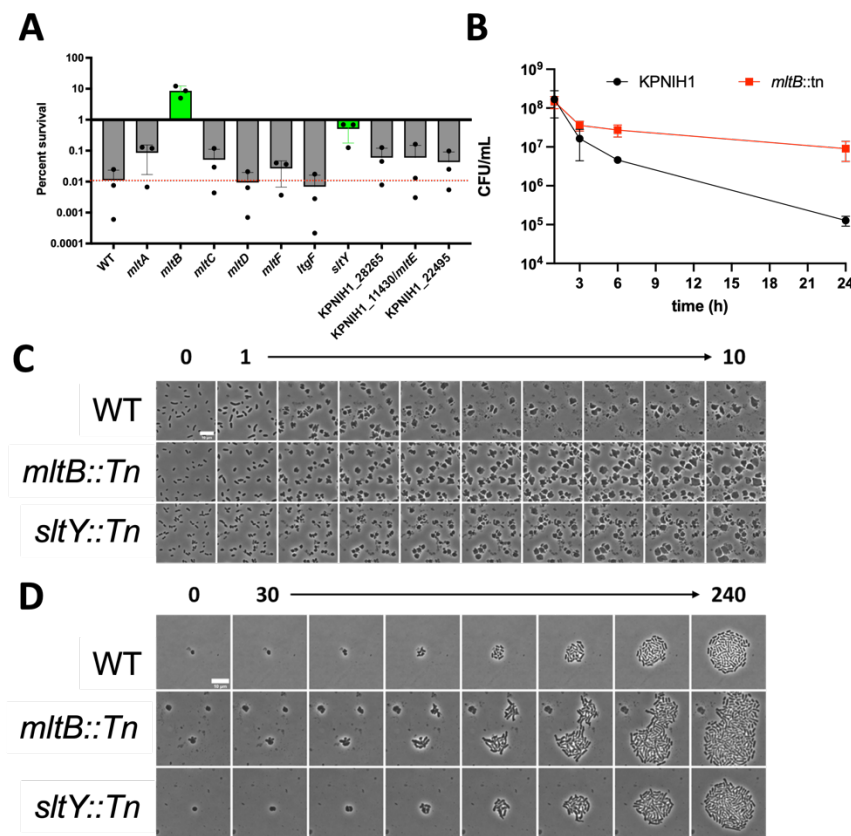 A
Percent survival
100
10
1
0.1
0.01
0.001
0.0001
WT
mltA
mltB
mltC
mltD
mltF
ltgF
sltY
KPNIH1_28265
KPNIH1_11430/mltE
KPNIH1_22495
B
KPNIH1
mltB::tn
CFU/mL
10⁹
10⁸
10⁷
10⁶
10⁵
10⁴
3 6 9 12 15 18 21 24
time (h)
C
0 1 10
WT
mltB::Tn
sltY::Tn
D
0 30 240
WT
mltB::Tn
sltY::Tn